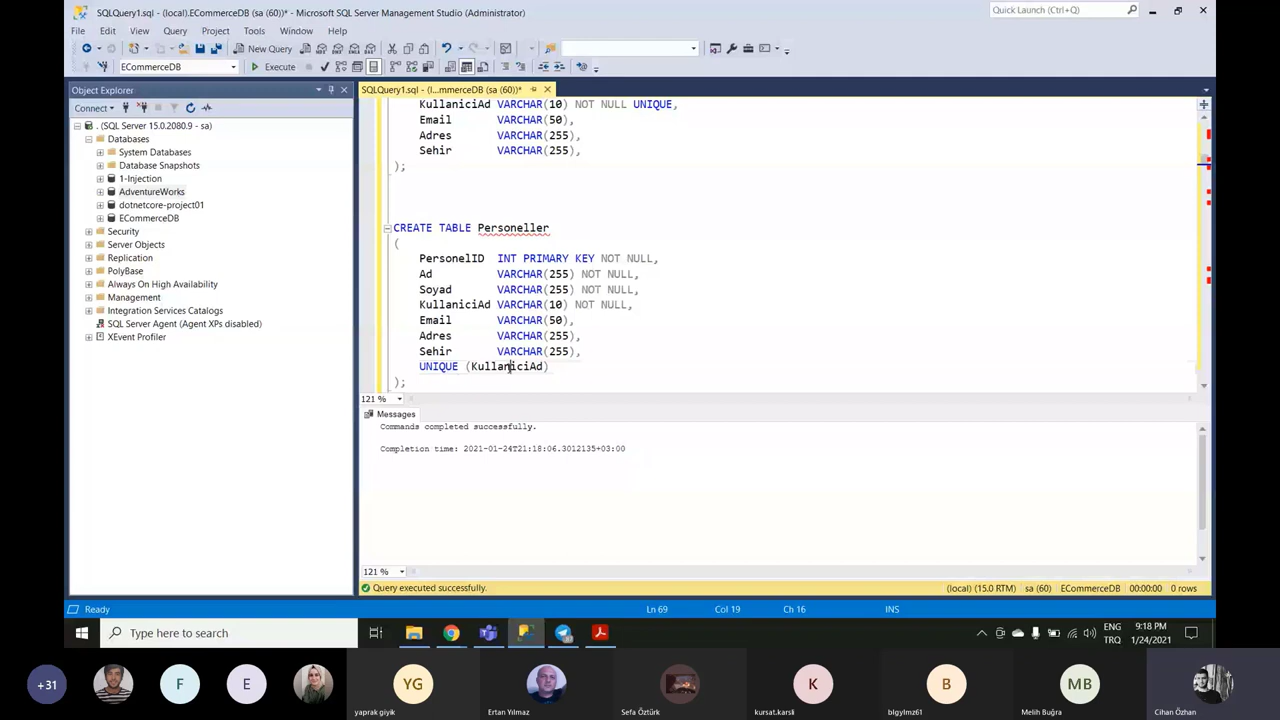 SQLQuery1.sql - (local).ECommerceDB (sa (60))* - Microsoft SQL Server Management Studio (Administrator)
Quick Launch (Ctrl+Q)
File Edit View Query Project Tools Window Help
New Query
ECommerceDB
Execute
Object Explorer
SQLQuery1.sql - (l...mmerceDB (sa (60))*
Connect
. (SQL Server 15.0.2080.9 - sa)
Databases
System Databases
Database Snapshots
1-Injection
AdventureWorks
dotnetcore-project01
ECommerceDB
Security
Server Objects
Replication
PolyBase
Always On High Availability
Management
Integration Services Catalogs
SQL Server Agent (Agent XPs disabled)
XEvent Profiler
KullaniciAd VARCHAR(10) NOT NULL UNIQUE,
Email VARCHAR(50),
Adres VARCHAR(255),
Sehir VARCHAR(255),
);
CREATE TABLE Personeller
(
PersonelID INT PRIMARY KEY NOT NULL,
Ad VARCHAR(255) NOT NULL,
Soyad VARCHAR(255) NOT NULL,
KullaniciAd VARCHAR(10) NOT NULL,
Email VARCHAR(50),
Adres VARCHAR(255),
Sehir VARCHAR(255),
UNIQUE (KullaniciAd)
);
121 %
Messages
Commands completed successfully.
Completion time: 2021-01-24T21:18:06.3012135+03:00
121 %
Query executed successfully.
(local) (15.0 RTM) sa (60) ECommerceDB 00:00:00 0 rows
Ready
Ln 69 Col 19 Ch 16 INS
Type here to search
ENG
TRQ
9:18 PM
1/24/2021
+31
F
E
YG
K
B
MB
yaprak giyik
Ertan Yılmaz
Sefa Öztürk
kursat.karsli
blgylmz61
Melih Buğra
Cihan Özhan